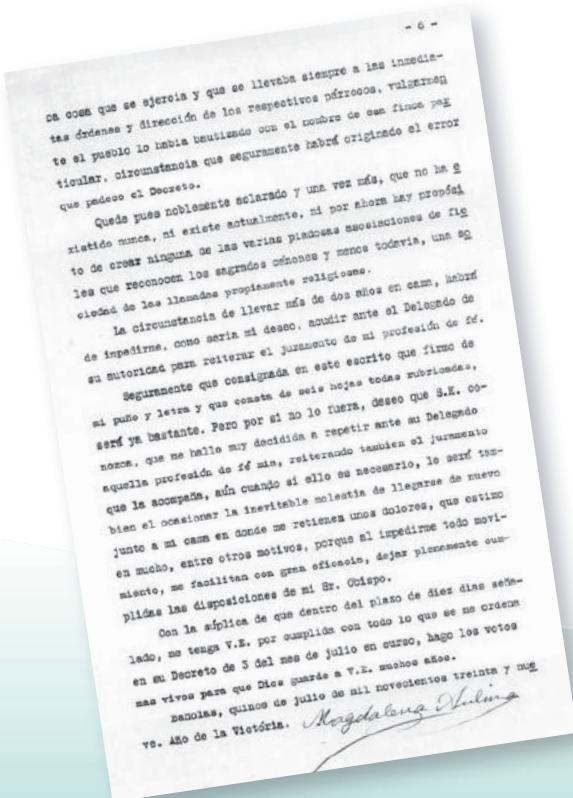 - 6 -
ca cosa que se ejercia y que se llevaba siempre a las inmedia-
tas órdenes y dirección de los respectivos párrocos, vulgarmen
te el pueblo lo habia bautizado con el nombre de esa finca par
ticular, circunstancia que seguramente habrá originado el error
que padece el Decreto.
Quede pues noblemente aclarado y una vez más, que no ha e
xistido nunca, ni existe actualmente, ni por ahora hay propósi
to de crear ninguna de las varias piadosas asociaciones de fie
les que reconocen los sagrados cánones y menos todavia, una so
ciedad de las llamadas propiamente religiosas.
La circunstancia de llevar más de dos años en cama, habrá
de impedirme, como seria mi deseo, acudir ante el Delegado de
su autoridad para reiterar el juramento de mi profesión de fé.
Seguramente que consignada en este escrito que firmo de
mi puño y letra y que consta de seis hojas todas rubricadas,
será ya bastante. Pero por si no lo fuera, deseo que S.E. co-
nozca, que me hallo muy decidida a repetir ante su Delegado
aquella profesión de fé mia, reiterando tambien el juramento
que la acompaña, aún cuando si ello es necesario, lo será tam-
bien el ocasionar la inevitable molestia de llegarse de nuevo
junto a mi cama en donde me retienen unos dolores, que estimo
en mucho, entre otros motivos, porque al impedirme todo movi-
miento, me facilitan con gran eficacia, dejar plenamente cum-
plidas las disposiciones de mi Sr. Obispo.
Con la súplica de que dentro del plazo de diez dias seña-
lado, me tenga V.E. por cumplida con todo lo que se me ordena
en su Decreto de 3 del mes de julio en curso, hago los votos
mas vivos para que Dios guarde a V.E. muchos años.
Bañolas, quince de julio de mil novecientos treinta y nue
ve. Año de la Victória. Magdalena Aulina